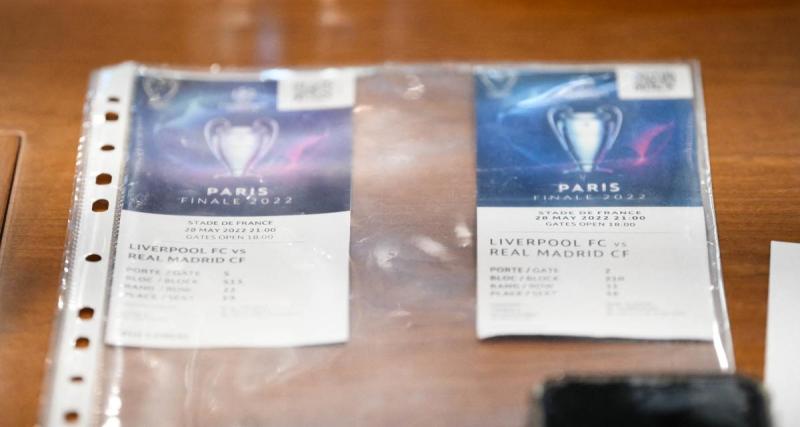 PARIS
FINALE 2022
STADE DE FRANCE
28 MAY 2022 21:00
GATES OPEN 18:00
LIVERPOOL FC vs
REAL MADRID CF
PORTE / GATE 5
BLOC / BLOCK
RANG / ROW
PLACE / SEAT
PARIS
FINALE 2022
STADE DE FRANCE
28 MAY 2022 21:00
GATES OPEN 18:00
LIVERPOOL FC vs
REAL MADRID CF
PORTE / GATE 2
BLOC / BLOCK
RANG / ROW
PLACE / SEAT